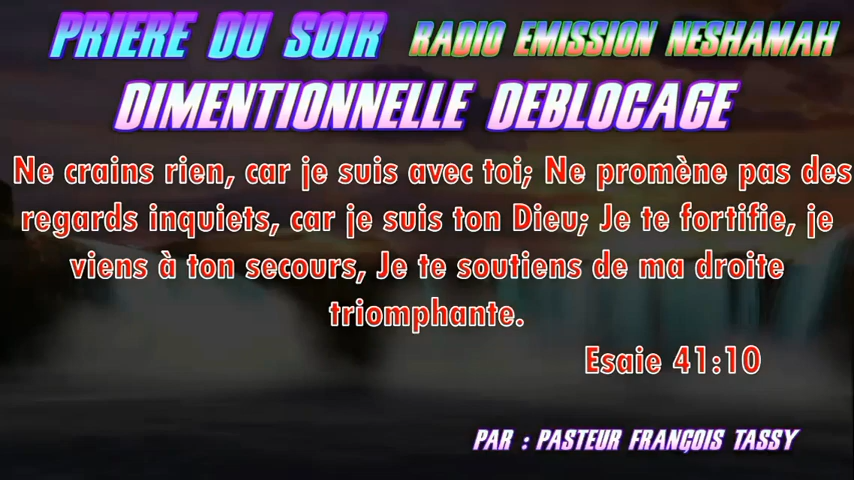 PRIERE DU SOIR RADIO EMISSION NESHAMAH
DIMENTIONNELLE DEBLOCAGE
Ne crains rien, car je suis avec toi; Ne promène pas des
regards inquiets, car je suis ton Dieu; Je te fortifie, je
viens à ton secours, Je te soutiens de ma droite
triomphante.
Esaie 41:10
PAR : PASTEUR FRANÇOIS TASSY